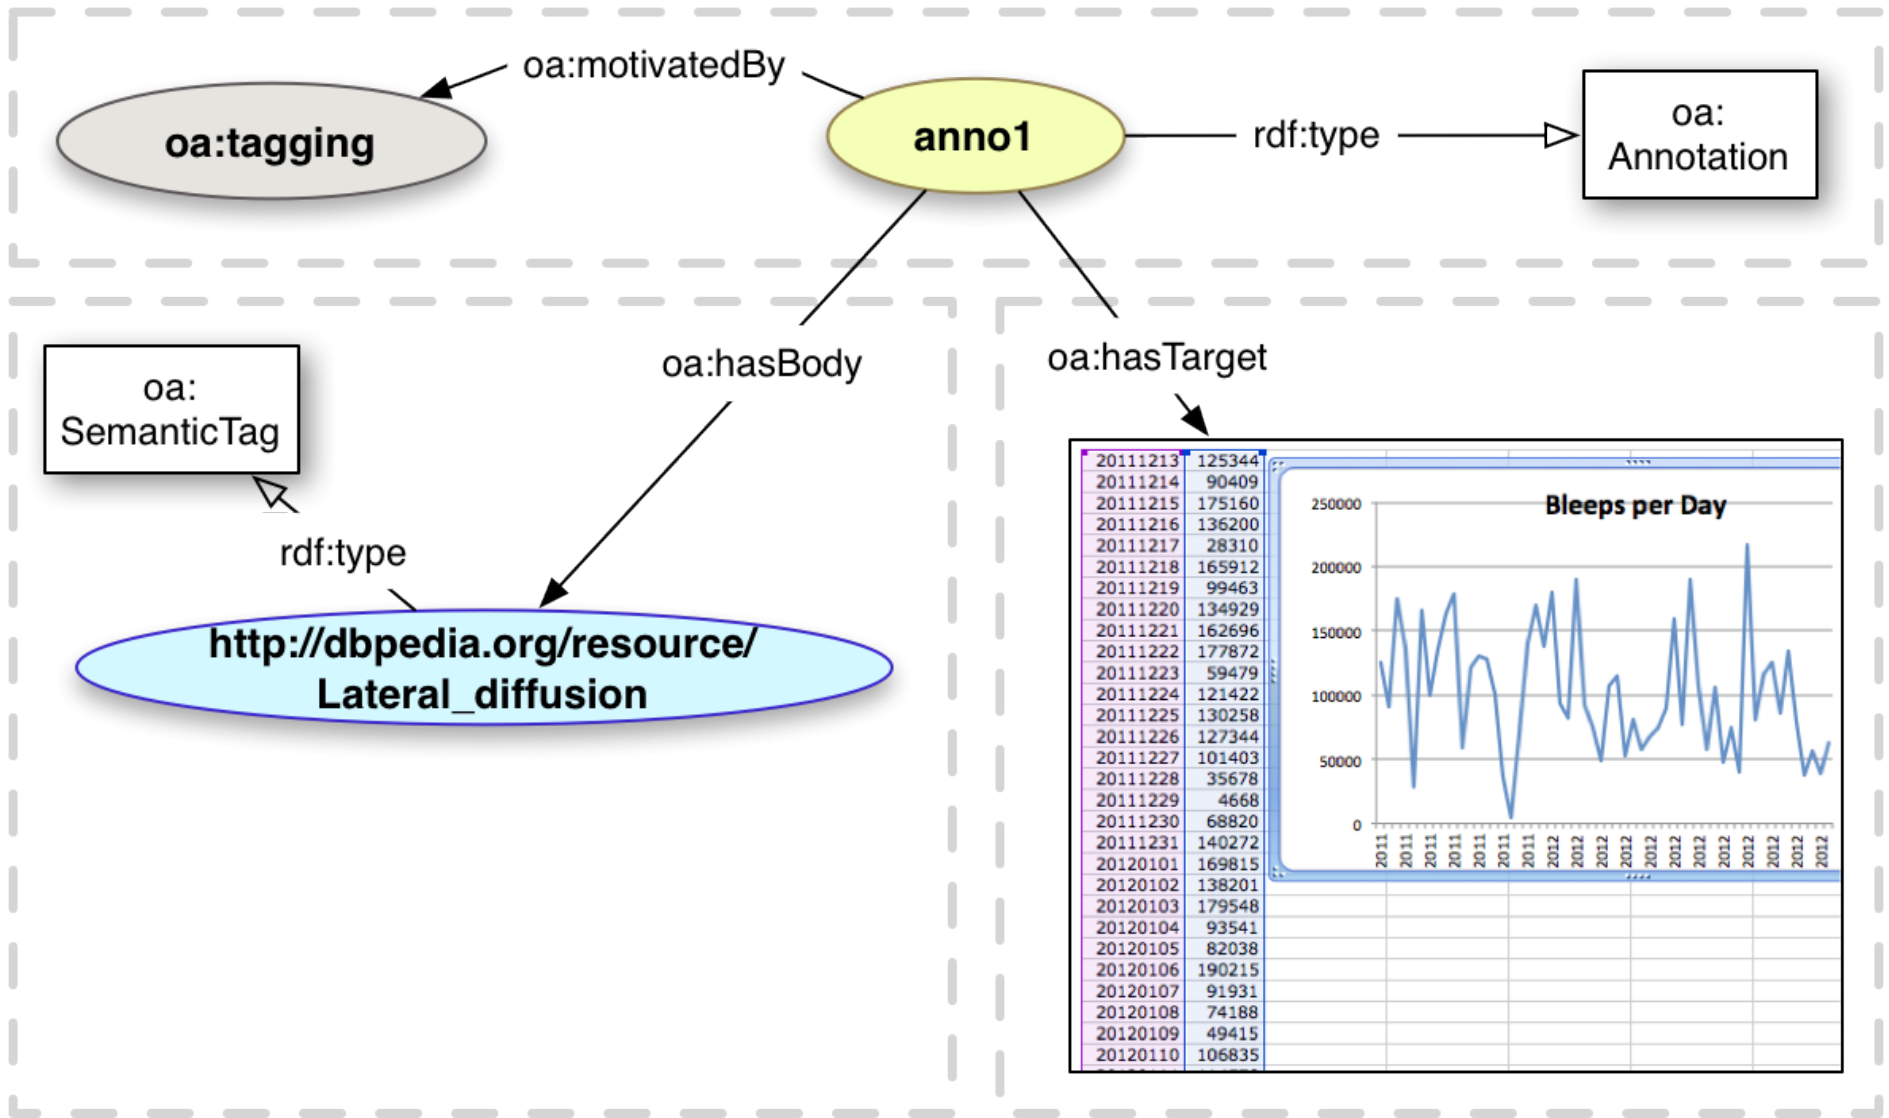 oa:motivatedBy
oa:tagging
anno1
rdf:type
oa:
Annotation
oa:
SemanticTag
oa:hasBody
rdf:type
http://dbpedia.org/resource/
Lateral_diffusion
oa:hasTarget
20111213 125344
20111214 90409
20111215 175160
20111216 136200
20111217 28310
20111218 165912
20111219 99463
20111220 134929
20111221 162696
20111222 177872
20111223 59479
20111224 121422
20111225 130258
20111226 127344
20111227 101403
20111228 35678
20111229 4668
20111230 68820
20111231 140272
20120101 169815
20120102 138201
20120103 179548
20120104 93541
20120105 82038
20120106 190215
20120107 91931
20120108 74188
20120109 49415
20120110 106835
Bleeps per Day
250000
200000
150000
100000
50000
0
2011 2011 2011 2011 2011 2011 2011 2012 2012 2012 2012 2012 2012 2012 2012 2012 2012 2012 2012